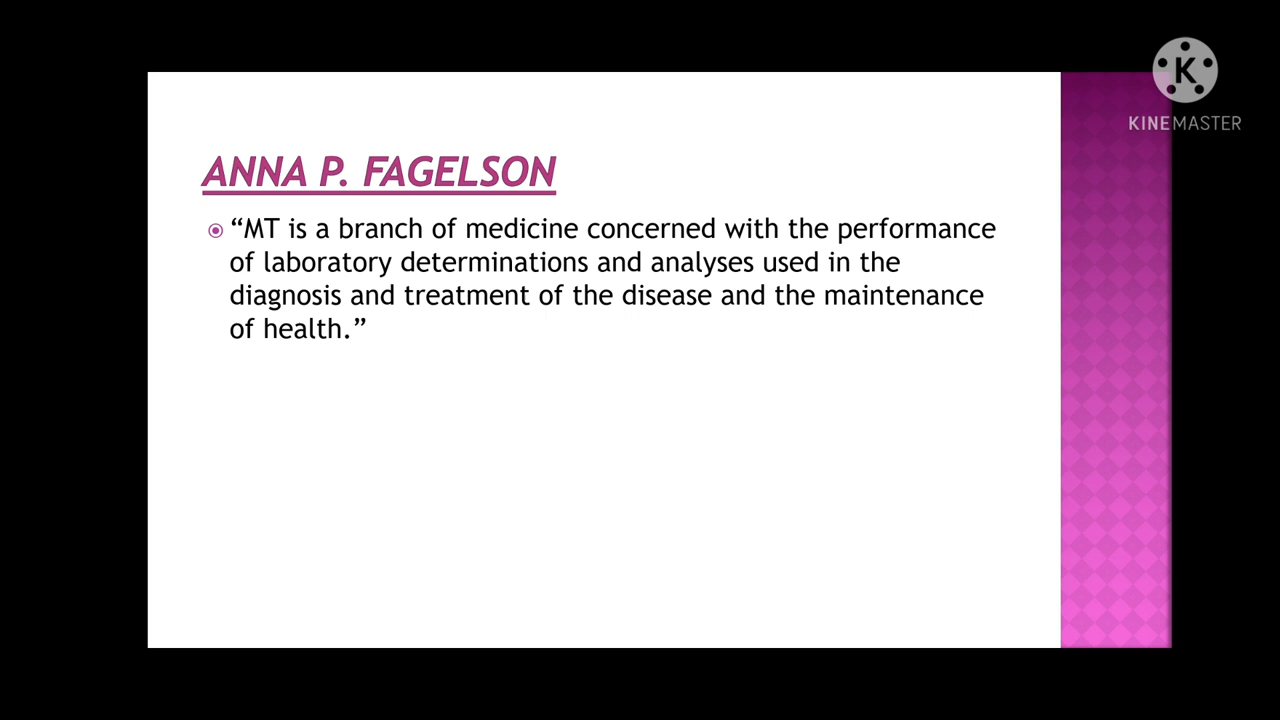 K
KINEMASTER
ANNA P. FAGELSON
“MT is a branch of medicine concerned with the performance
of laboratory determinations and analyses used in the
diagnosis and treatment of the disease and the maintenance
of health.”